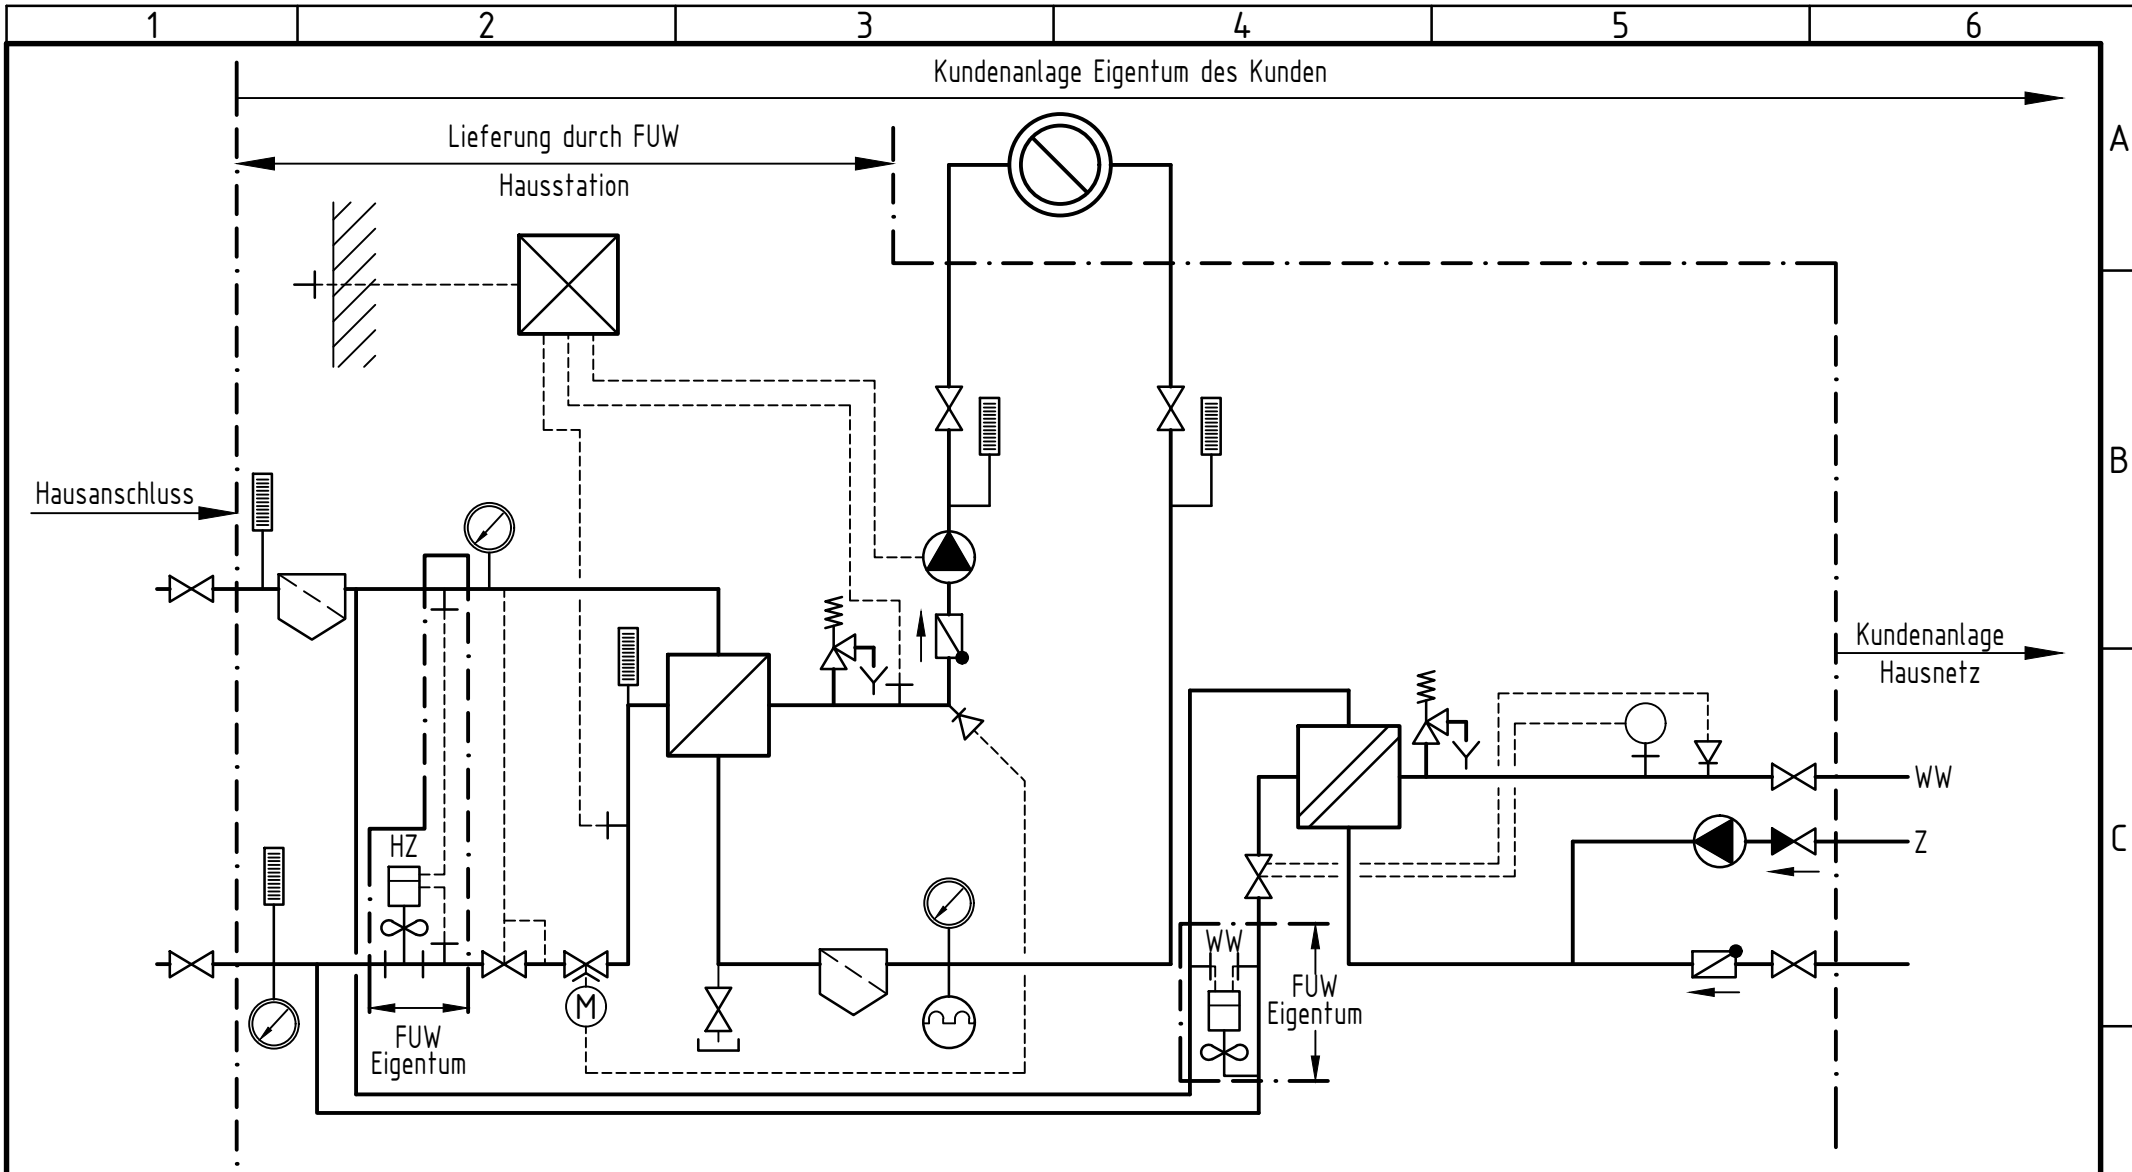 1 2 3 4 5 6
Kundenanlage Eigentum des Kunden
A
Lieferung durch FUW
Hausstation
B
Hausanschluss
Kundenanlage
Hausnetz
WW
HZ
Z
C
WW
FUW
Eigentum
M
FUW
Eigentum